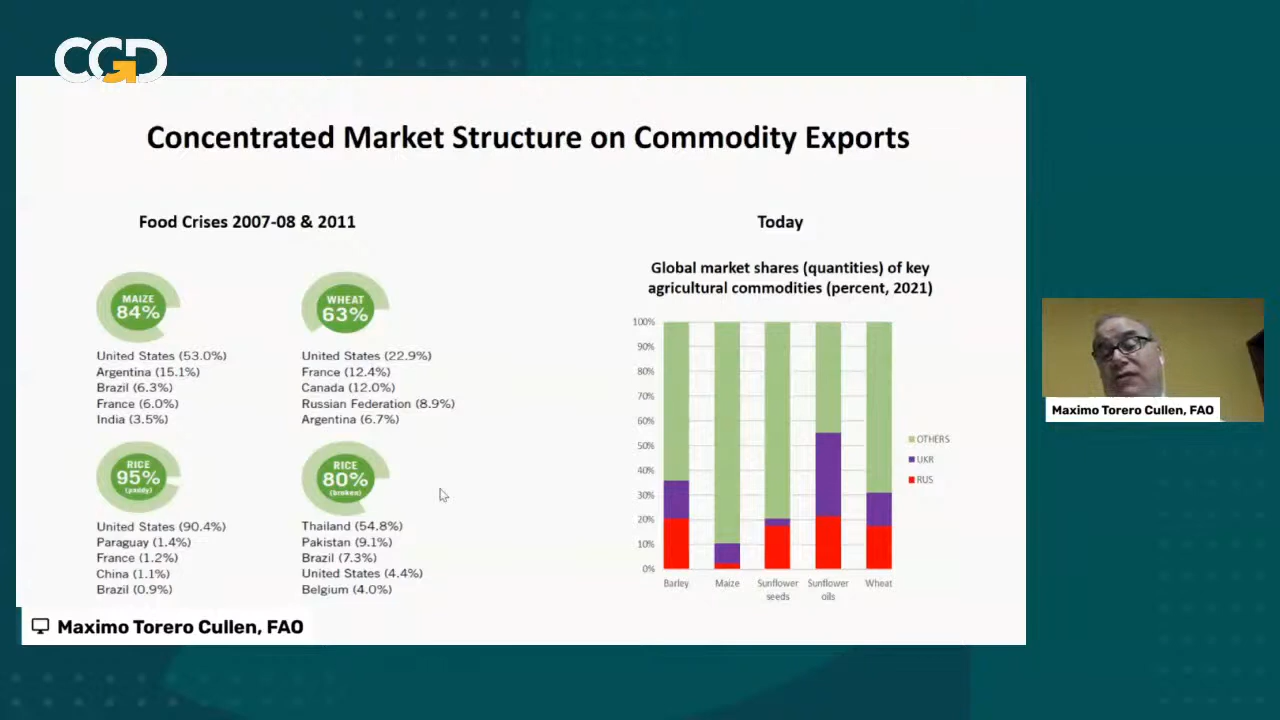 CGD
Concentrated Market Structure on Commodity Exports
Food Crises 2007-08 & 2011
MAIZE
84%
United States (53.0%)
Argentina (15.1%)
Brazil (6.3%)
France (6.0%)
India (3.5%)
WHEAT
63%
United States (22.9%)
France (12.4%)
Canada (12.0%)
Russian Federation (8.9%)
Argentina (6.7%)
RICE
95%
(paddy)
United States (90.4%)
Paraguay (1.4%)
France (1.2%)
China (1.1%)
Brazil (0.9%)
RICE
80%
(broken)
Thailand (54.8%)
Pakistan (9.1%)
Brazil (7.3%)
United States (4.4%)
Belgium (4.0%)
Today
Global market shares (quantities) of key
agricultural commodities (percent, 2021)
100%
90%
80%
70%
60%
50%
40%
30%
20%
10%
0%
Barley
Maize
Sunflower
seeds
Sunflower
oils
Wheat
OTHERS
UKR
RUS
Maximo Torero Cullen, FAO
Maximo Torero Cullen, FAO